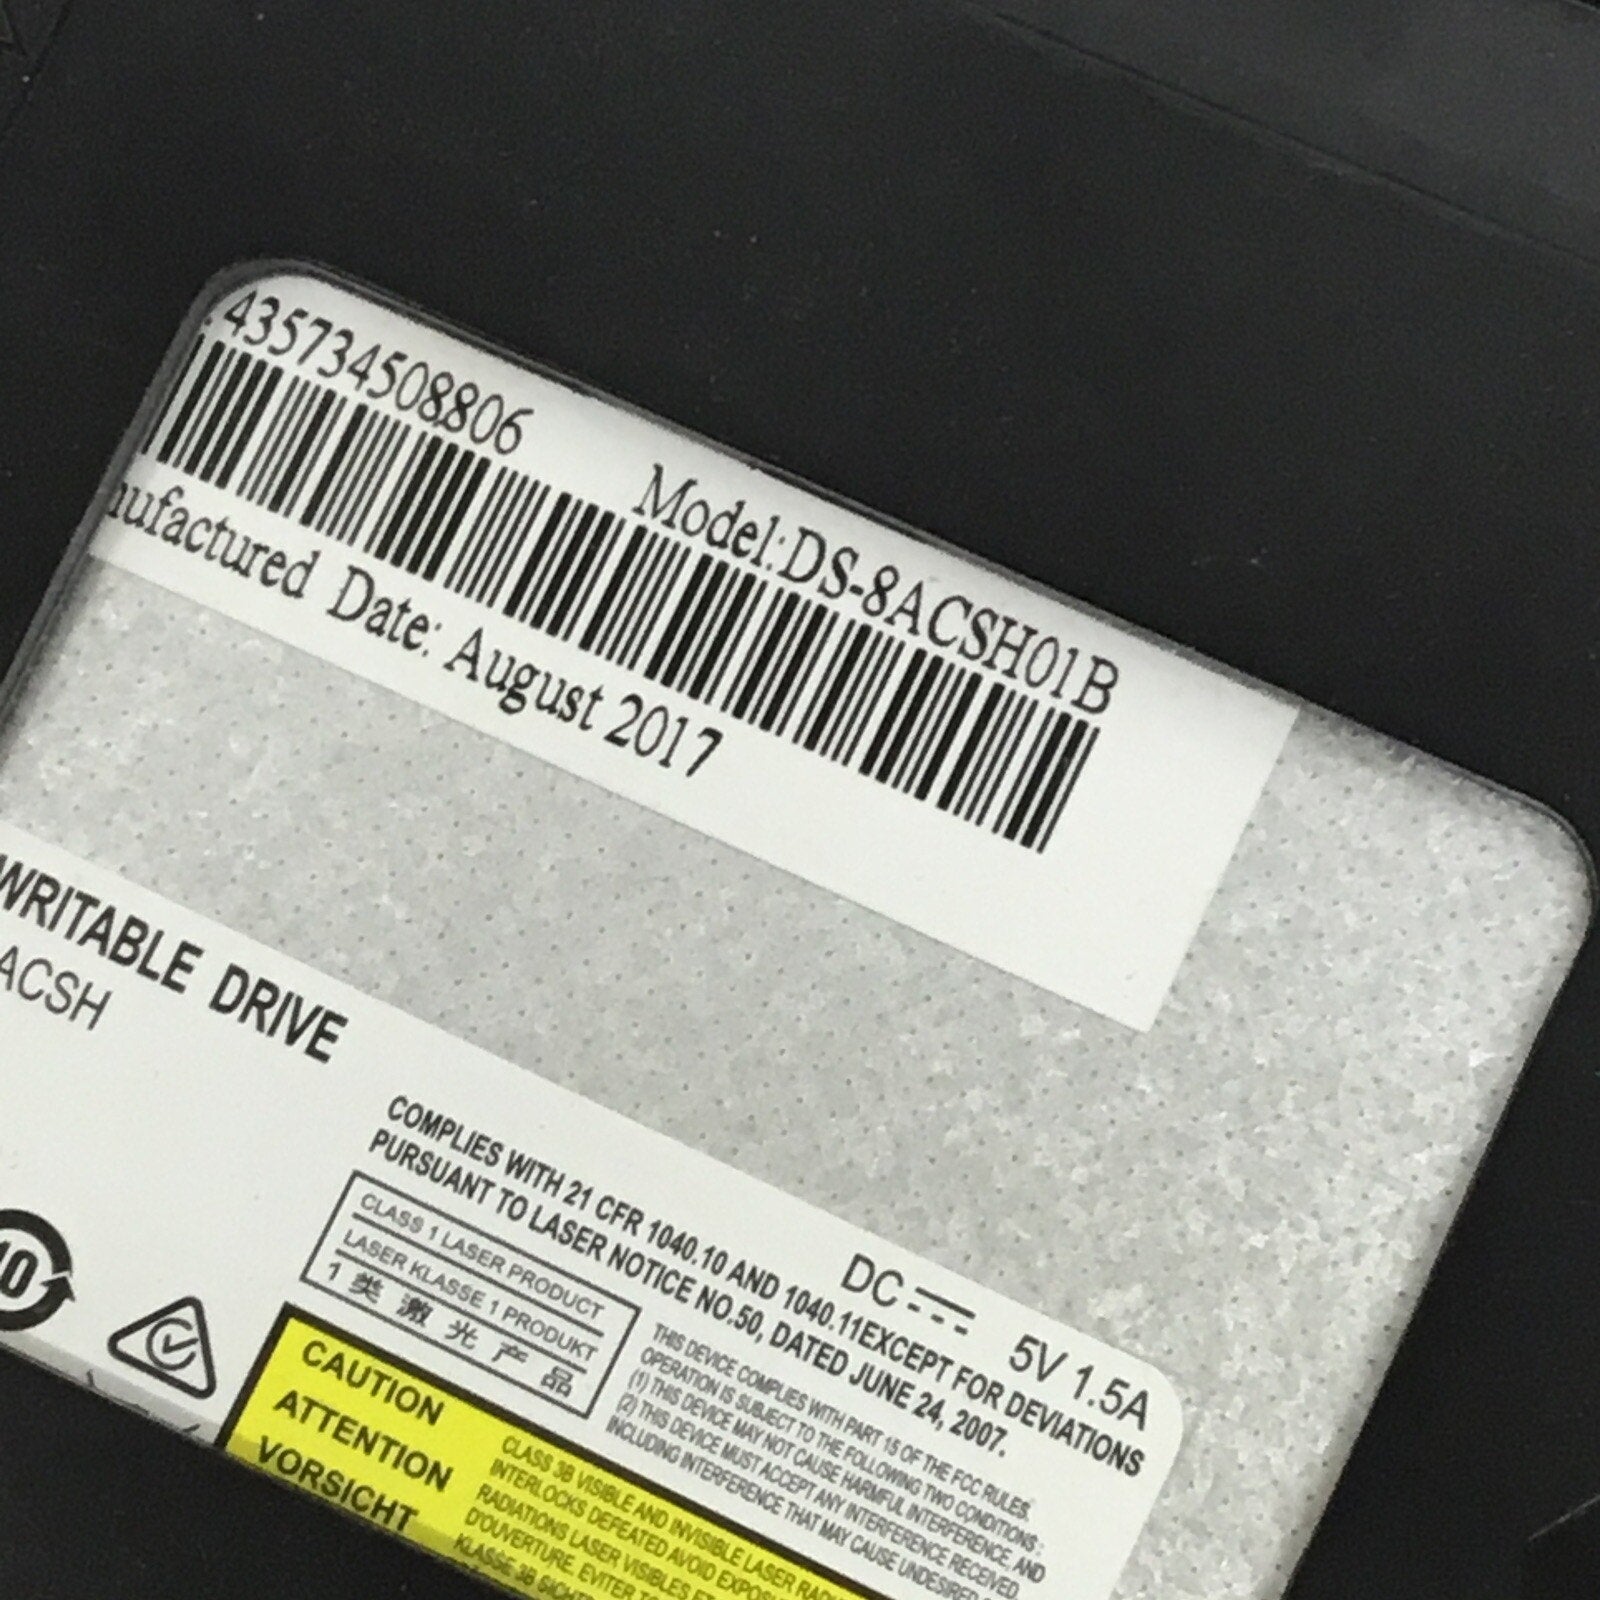 : 435734508806
Model:DS-8ACSH01B
nufactured Date: August 2017
WRITABLE DRIVE
ACSH
DC 5V 1.5A
COMPLIES WITH 21 CFR 1040.10 AND 1040.11EXCEPT FOR DEVIATIONS
PURSUANT TO LASER NOTICE NO.50, DATED JUNE 24, 2007.
CLASS 1 LASER PRODUCT
LASER KLASSE 1 PRODUKT
1 类 激 光 产 品
10
THIS DEVICE COMPLIES WITH PART 15 OF THE FCC RULES.
OPERATION IS SUBJECT TO THE FOLLOWING TWO CONDITIONS:
(1) THIS DEVICE MAY NOT CAUSE HARMFUL INTERFERENCE, AND
(2) THIS DEVICE MUST ACCEPT ANY INTERFERENCE RECEIVED,
INCLUDING INTERFERENCE THAT MAY CAUSE UNDESIRED
CAUTION
ATTENTION
VORSICHT
CLASS 3B VISIBLE AND INVISIBLE LASER RADI
INTERLOCKS DEFEATED AVOID EXPOS
RADIATIONS LASER VISIBLES ET
D'OUVERTURE. EVITER
KLASSE 3B SICHT